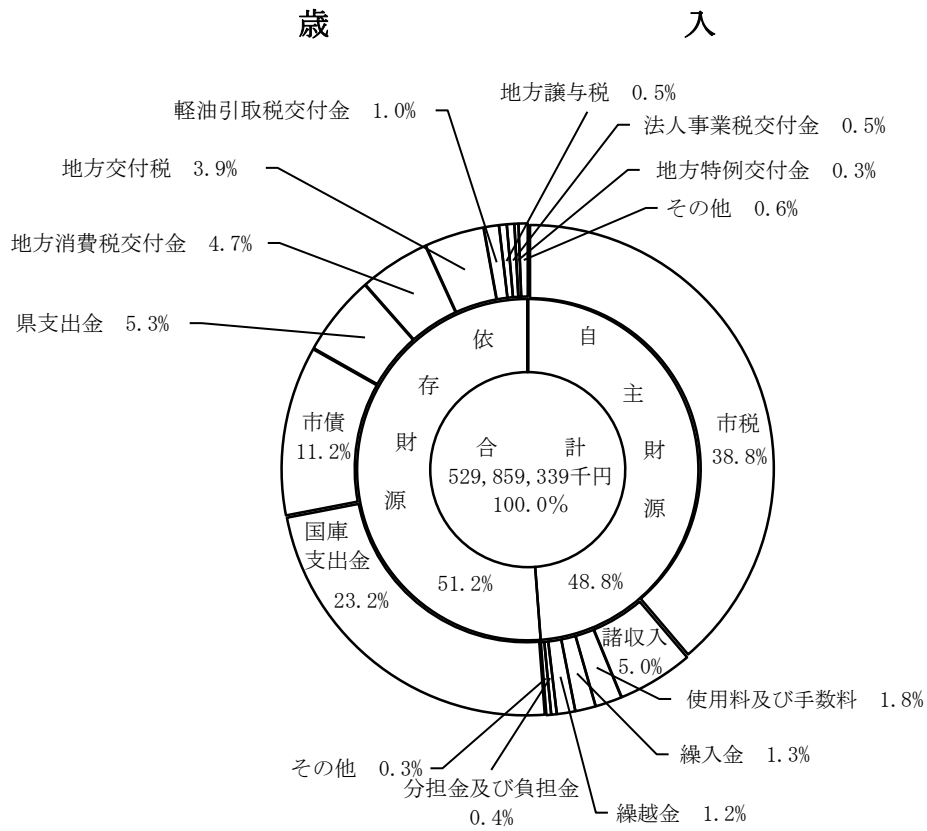 歳 入
地方譲与税 0.5%
軽油引取税交付金 1.0%
法人事業税交付金 0.5%
地方交付税 3.9%
地方特例交付金 0.3%
その他 0.6%
地方消費税交付金 4.7%
県支出金 5.3%
依存財源
51.2%
自主財源
48.8%
市税
38.8%
市債
11.2%
合計
529,859,339千円
100.0%
国庫
支出金
23.2%
諸収入
5.0%
使用料及び手数料 1.8%
繰入金 1.3%
その他 0.3%
分担金及び負担金
0.4%
繰越金 1.2%